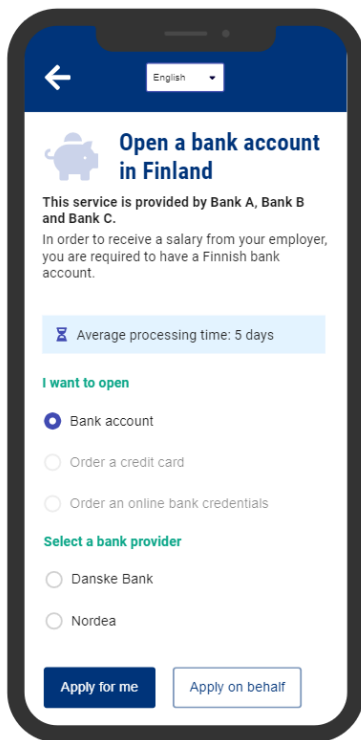 English
Open a bank account
in Finland
This service is provided by Bank A, Bank B
and Bank C.
In order to receive a salary from your employer,
you are required to have a Finnish bank
account.
Average processing time: 5 days
I want to open
Bank account
Order a credit card
Order an online bank credentials
Select a bank provider
Danske Bank
Nordea
Apply for me
Apply on behalf